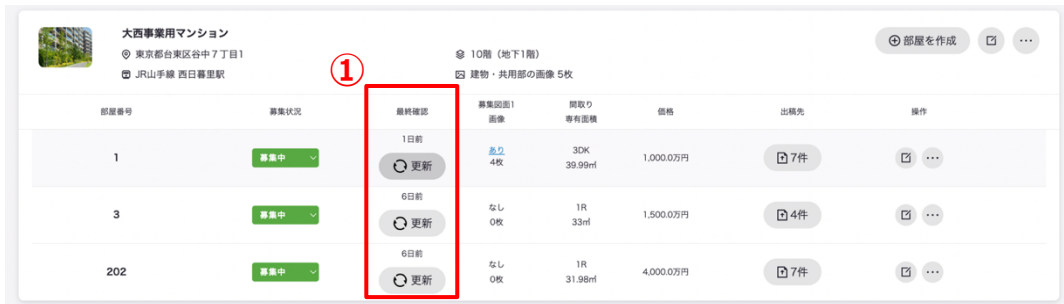 大西事業用マンション
東京都台東区谷中7丁目1
JR山手線 西日暮里駅
10階（地下1階）
建物・共用部の画像 5枚
部屋を作成
①
部屋番号 募集状況 最終確認 募集図面1 間取り 価格 出稿先 操作
画像 専有面積
1 募集中 1日前 あり 3DK 1,000.0万円 7件
更新 4枚 39.99㎡
3 募集中 6日前 なし 1R 1,500.0万円 4件
更新 0枚 33㎡
202 募集中 6日前 なし 1R 4,000.0万円 7件
更新 0枚 31.98㎡